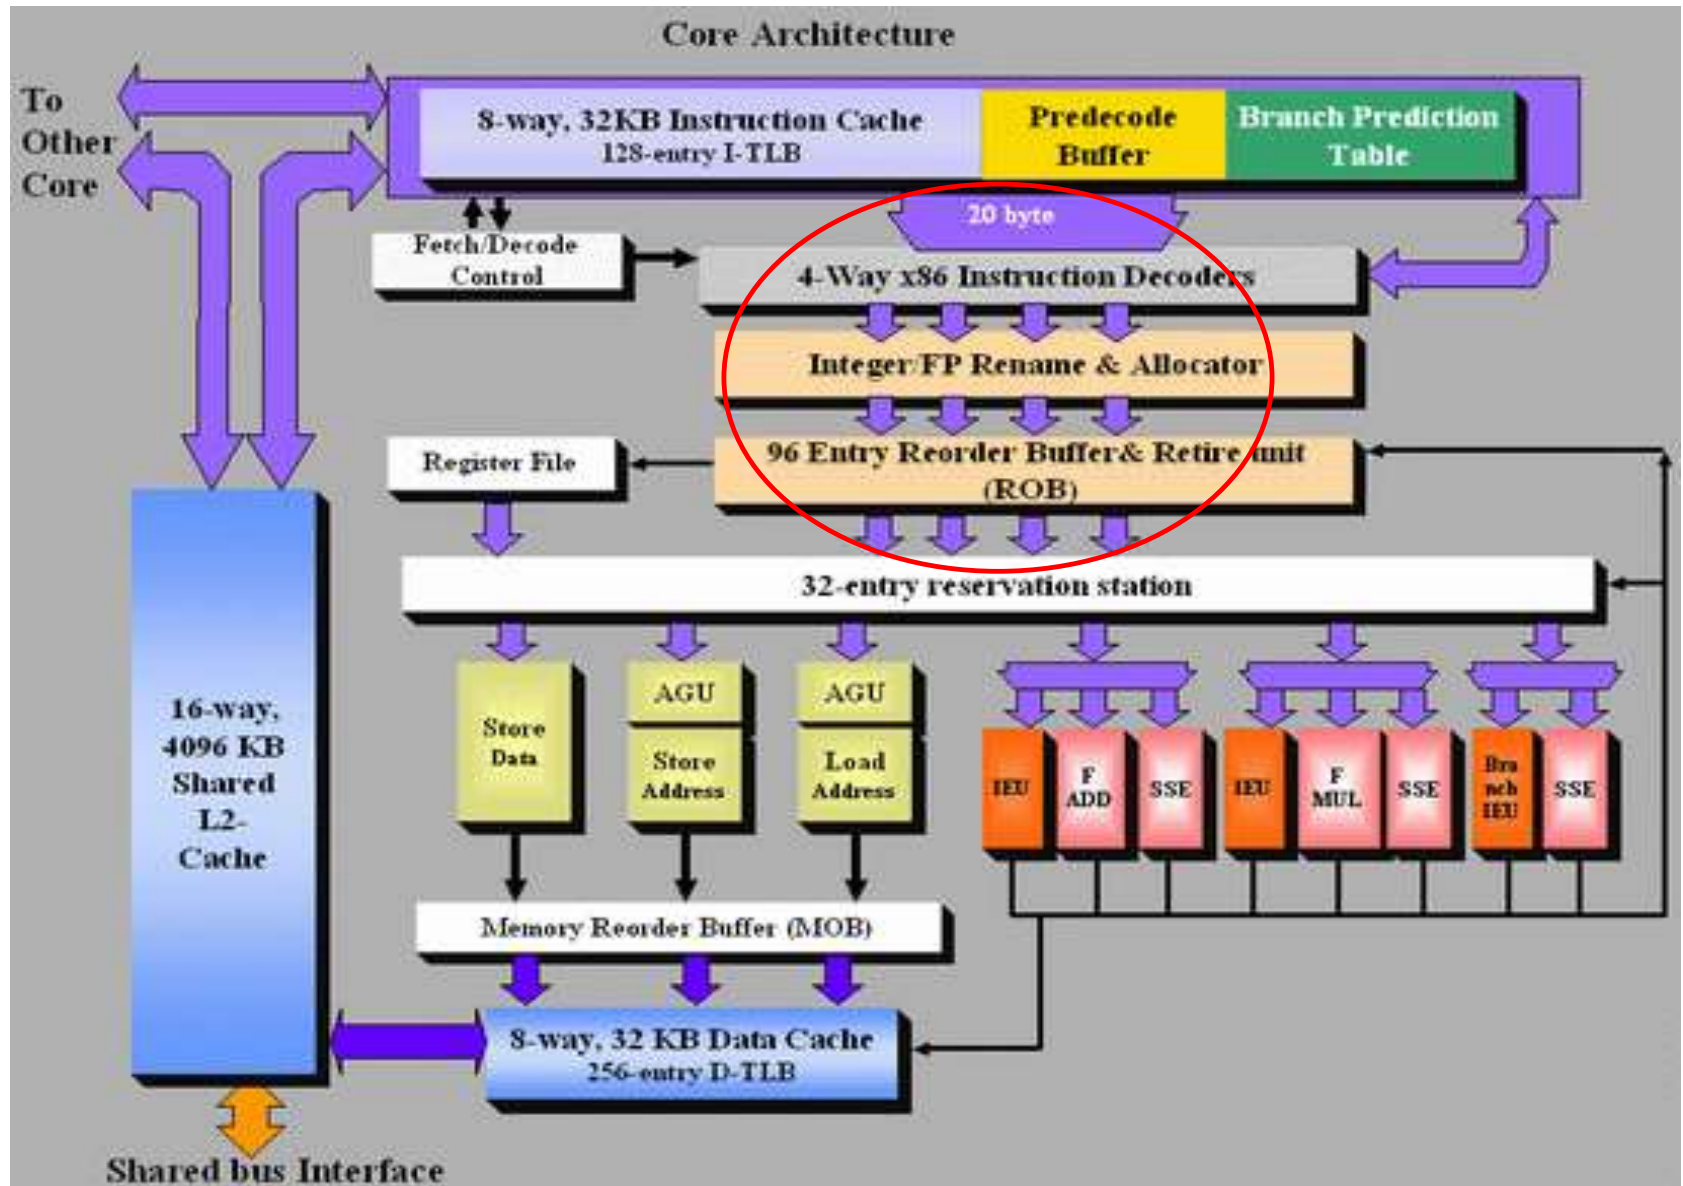 Core Architecture
To
Other
Core
8-way, 32KB Instruction Cache
128-entry I-TLB
Predecode
Buffer
Branch Prediction
Table
20 byte
Fetch/Decode
Control
4-Way x86 Instruction Decoders
Integer/FP Rename & Allocator
Register File
96 Entry Reorder Buffer& Retire unit
(ROB)
32-entry reservation station
16-way,
4096 KB
Shared
L2-
Cache
Store
Data
AGU
Store
Address
AGU
Load
Address
IEU
F
ADD
SSE
IEU
F
MUL
SSE
Bra
nch
IEU
SSE
Memory Reorder Buffer (MOB)
8-way, 32 KB Data Cache
256-entry D-TLB
Shared bus Interface